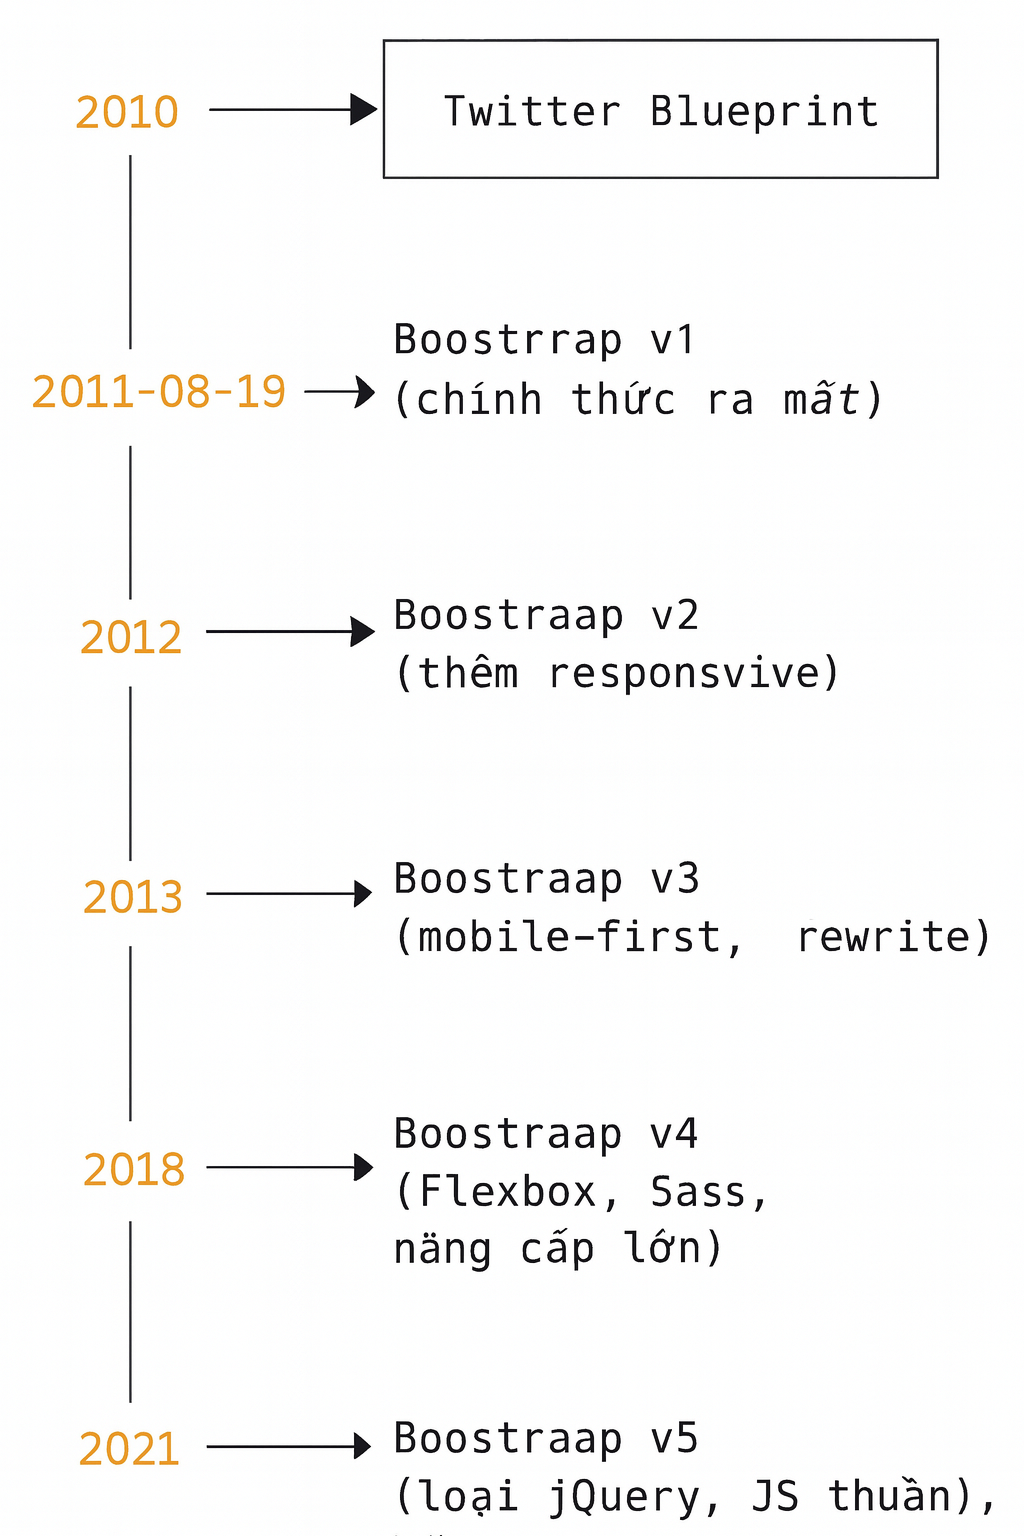 2010
Twitter Blueprint
Boostrrap v1
2011-08-19
(chính thức ra mất)
Boostraap v2
2012
(thêm responsvive)
Boostraap v3
2013
(mobile-first, rewrite)
Boostraap v4
2018
(Flexbox, Sass,
näng cấp lớn)
Boostraap v5
2021
(loại jQuery, JS thuần),